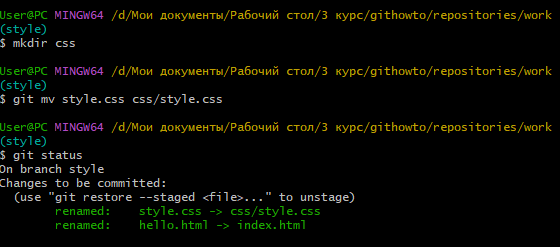 User@PC MINGW64 /d/Мои документы/Рабочий стол/3 курс/githowto/repositories/work
(style)
$ mkdir css
User@PC MINGW64 /d/Мои документы/Рабочий стол/3 курс/githowto/repositories/work
(style)
$ git mv style.css css/style.css
User@PC MINGW64 /d/Мои документы/Рабочий стол/3 курс/githowto/repositories/work
(style)
$ git status
On branch style
Changes to be committed:
  (use "git restore --staged <file>..." to unstage)
        renamed:    style.css -> css/style.css
        renamed:    hello.html -> index.html